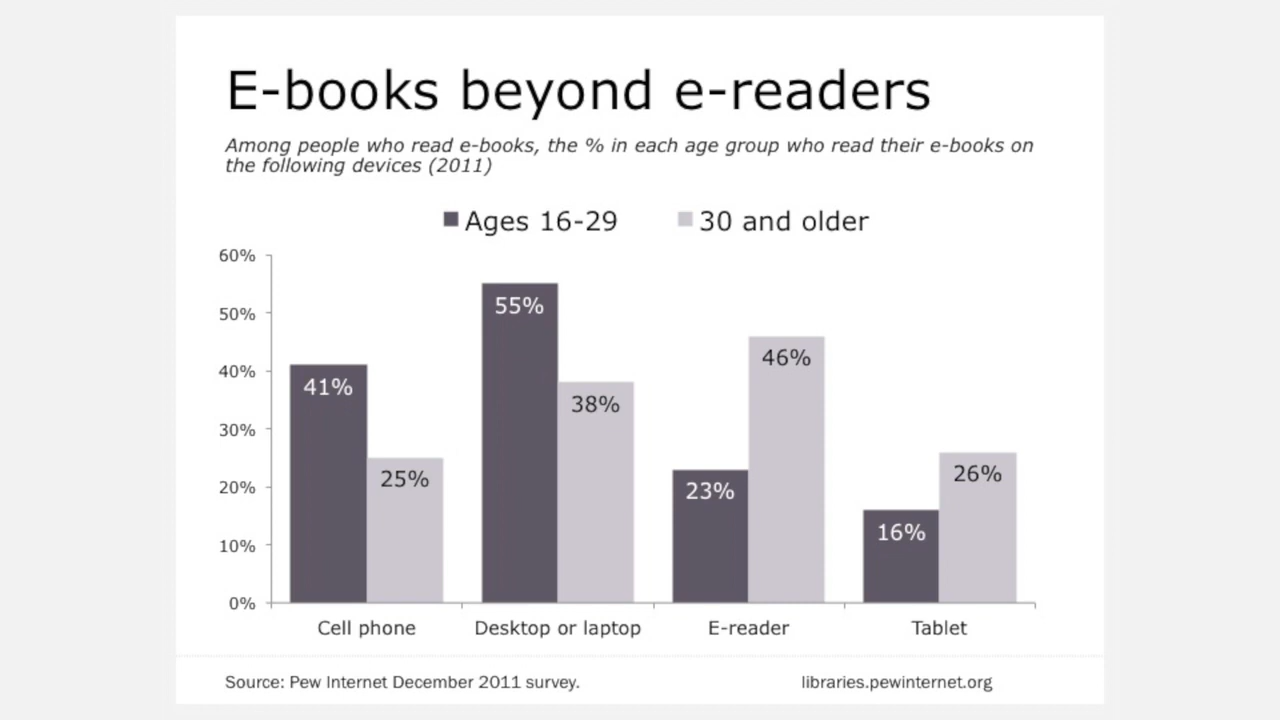 E-books beyond e-readers
Among people who read e-books, the % in each age group who read their e-books on
the following devices (2011)
Ages 16-29 30 and older
60%
50%
40%
30%
20%
10%
0%
41% 25% 55% 38% 23% 46% 16% 26%
Cell phone Desktop or laptop E-reader Tablet
Source: Pew Internet December 2011 survey. libraries.pewinternet.org